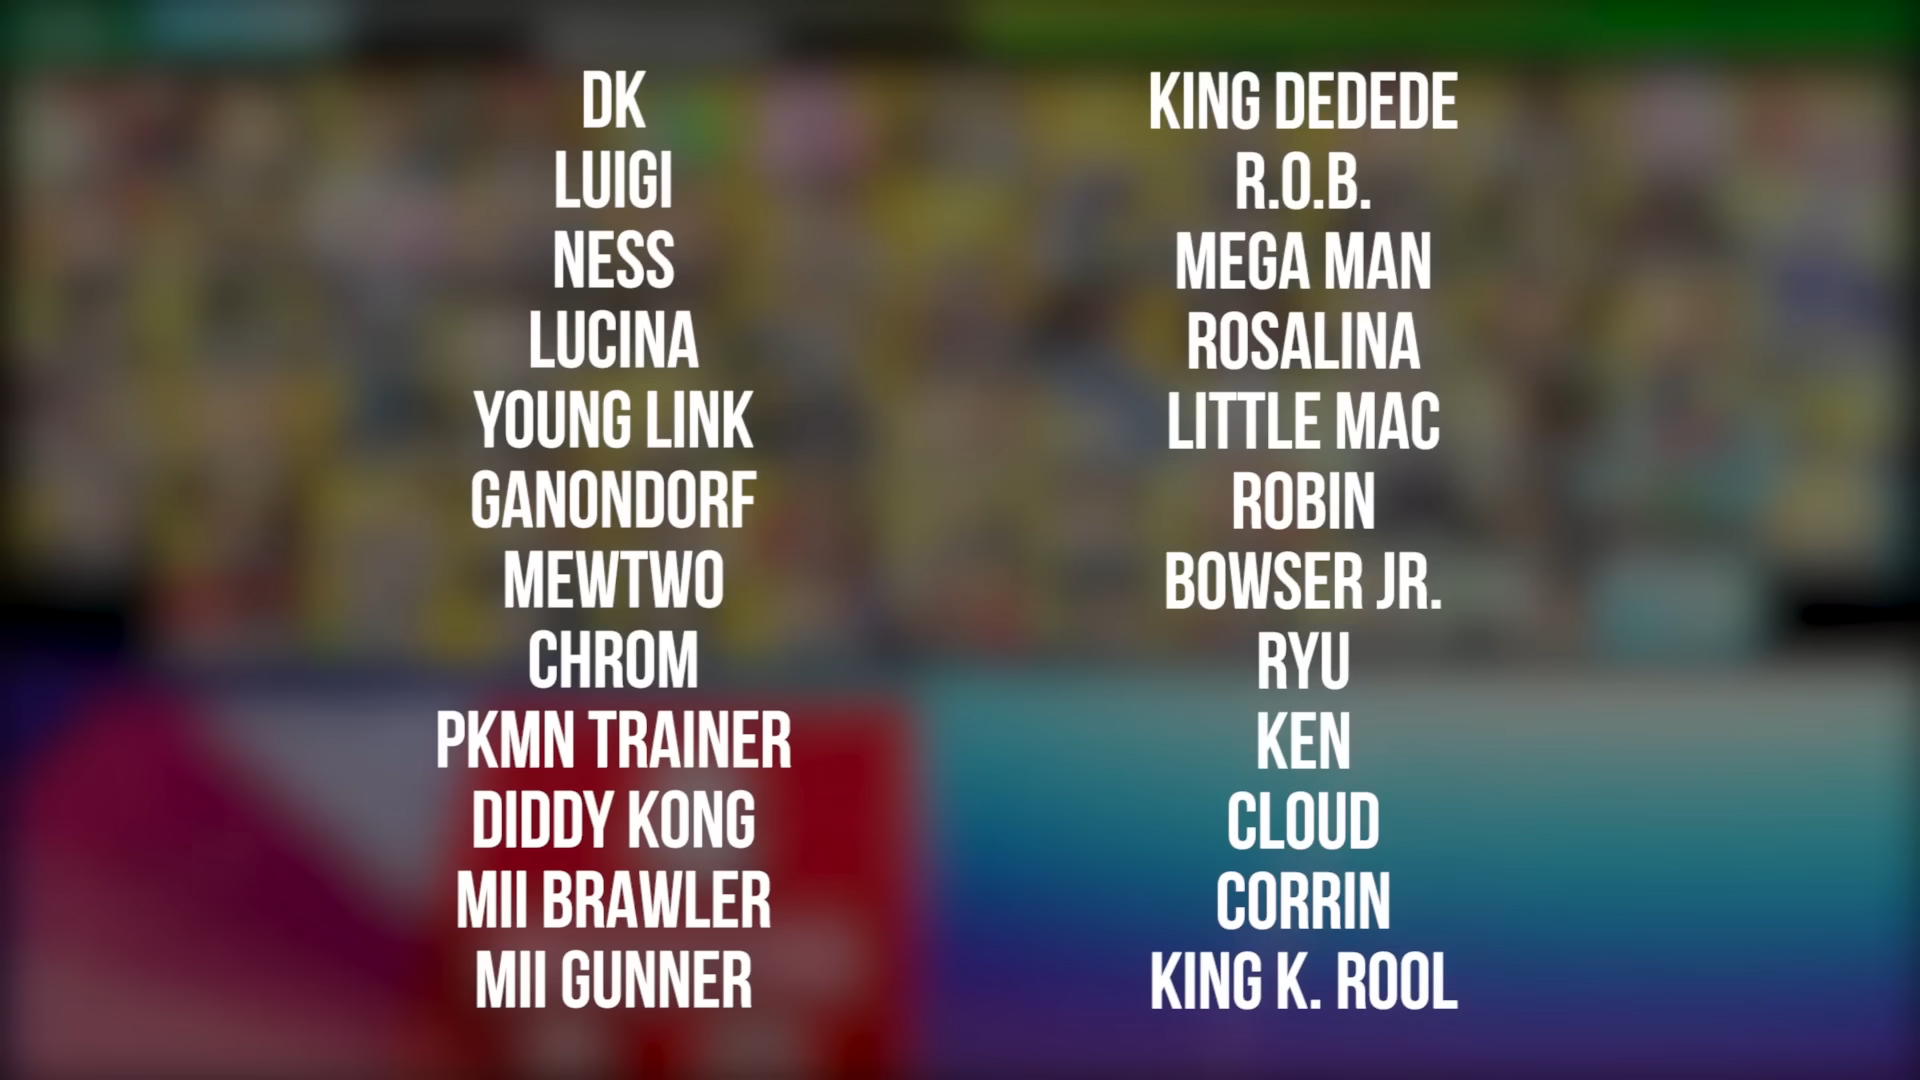 DK
LUIGI
NESS
LUCINA
YOUNG LINK
GANONDORF
MEWTWO
CHROM
PKMN TRAINER
DIDDY KONG
MII BRAWLER
MII GUNNER
KING DEDEDE
R.O.B.
MEGA MAN
ROSALINA
LITTLE MAC
ROBIN
BOWSER JR.
RYU
KEN
CLOUD
CORRIN
KING K. ROOL